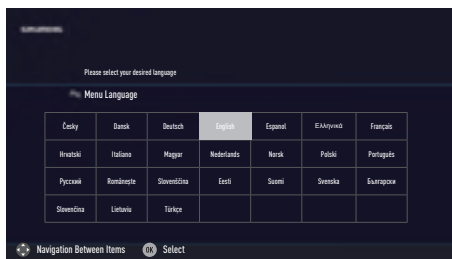 Please select your desired language
Menu Language
Česky Dansk Deutsch English Espanol Ελληνικά Français
Hrvatski Italiano Magyar Nederlands Norsk Polski Português
Русский Românește Slovenščina Eesti Suomi Svenska Български
Slovenčina Lietuviu Türkçe
Navigation Between Items OK Select